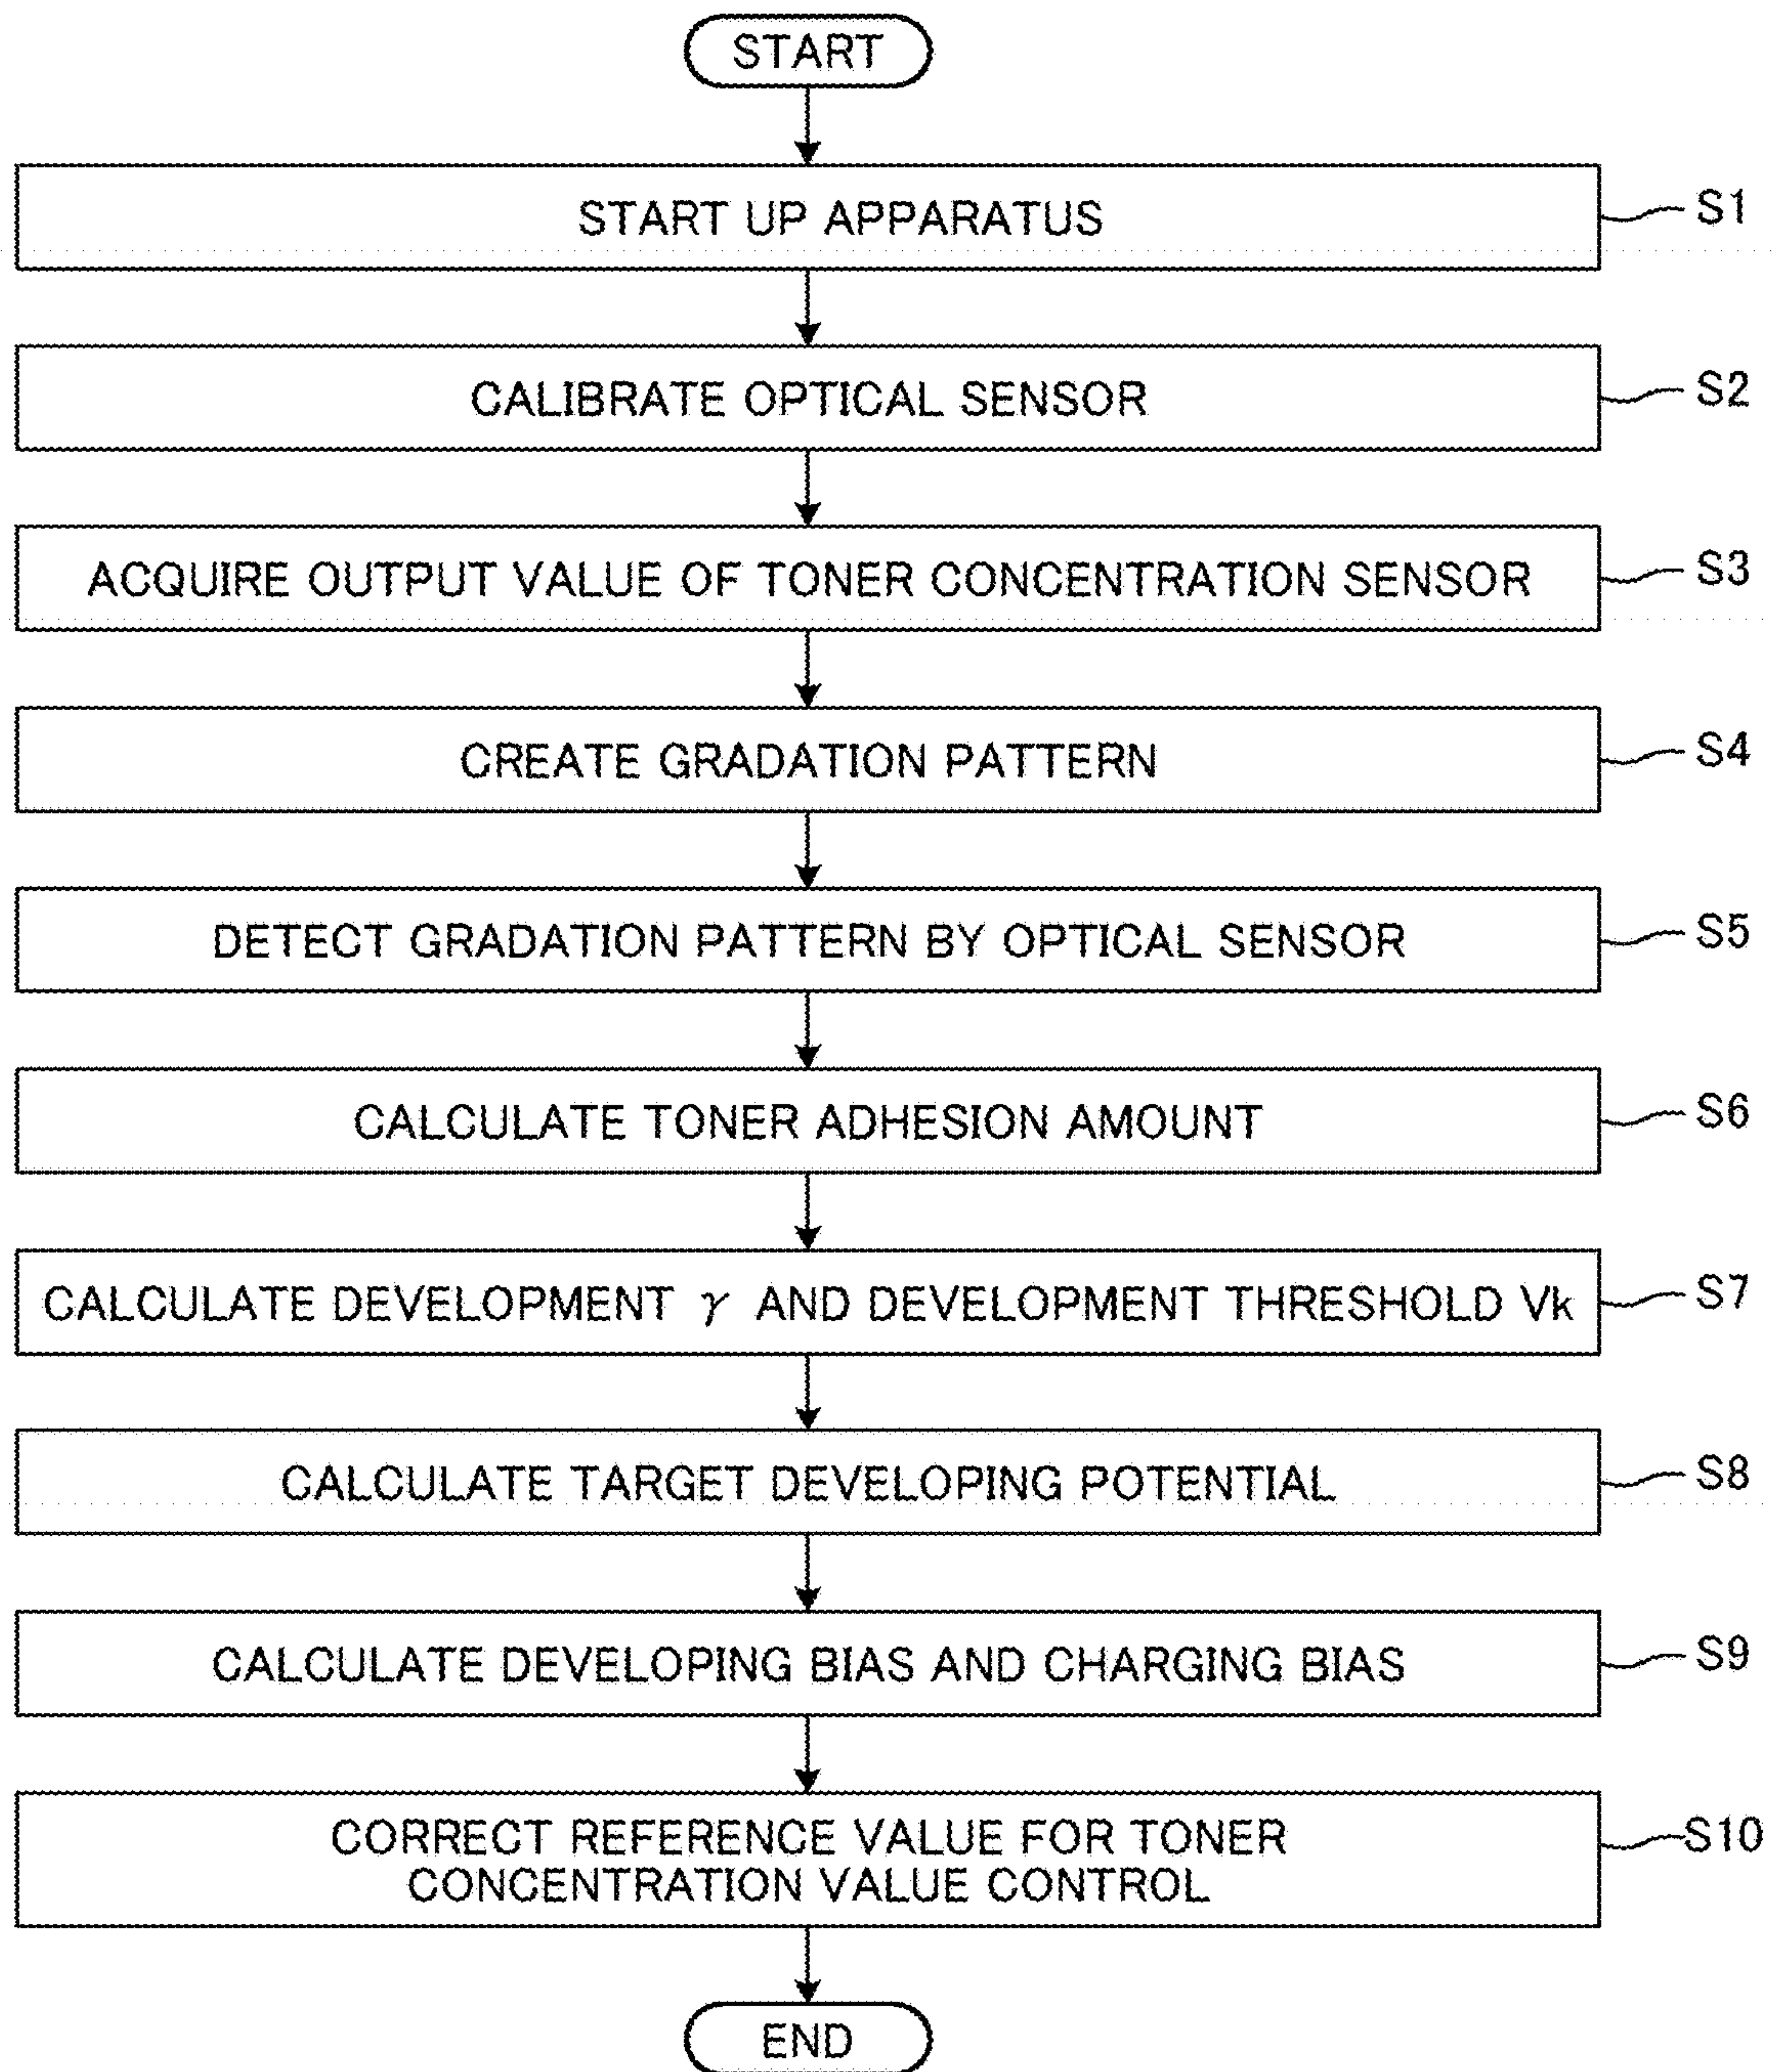 START
START UP APPARATUS
S1
CALIBRATE OPTICAL SENSOR
S2
ACQUIRE OUTPUT VALUE OF TONER CONCENTRATION SENSOR
S3
CREATE GRADATION PATTERN
S4
DETECT GRADATION PATTERN BY OPTICAL SENSOR
S5
CALCULATE TONER ADHESION AMOUNT
S6
CALCULATE DEVELOPMENT γ AND DEVELOPMENT THRESHOLD Vk
S7
CALCULATE TARGET DEVELOPING POTENTIAL
S8
CALCULATE DEVELOPING BIAS AND CHARGING BIAS
S9
CORRECT REFERENCE VALUE FOR TONER
CONCENTRATION VALUE CONTROL
S10
END